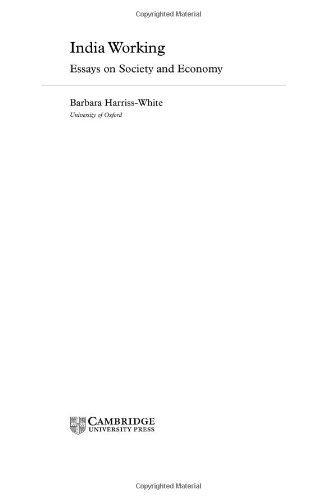 Copyrighted Material
India Working
Essays on Society and Economy
Barbara Harriss-White
University of Oxford
CAMBRIDGE
UNIVERSITY PRESS
Copyrighted Material